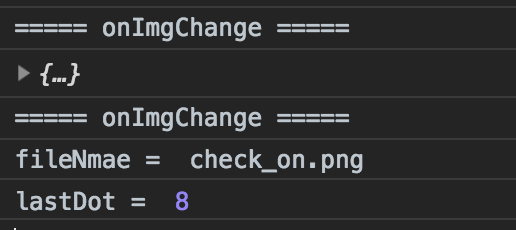 ===== onImgChange =====
▶ {…}
===== onImgChange =====
fileNmae =  check_on.png
lastDot =  8